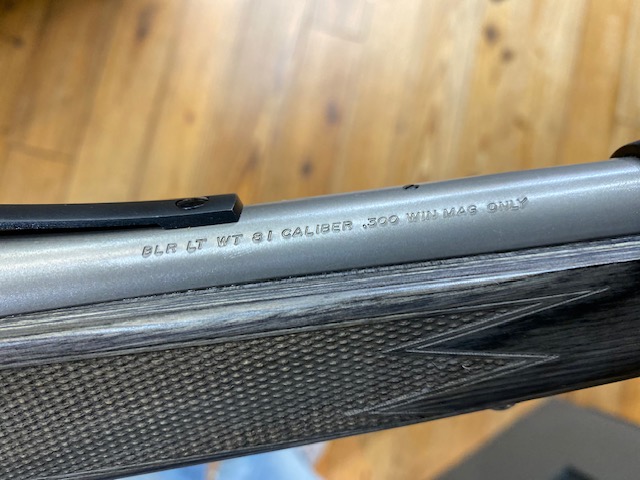 BLR LT WT 81 CALIBER .300 WIN MAG ONLY